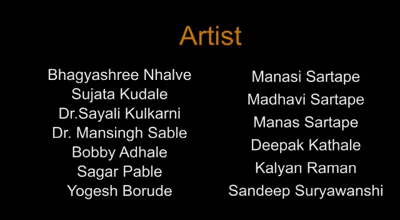 Artist
Bhagyashree Nhalve
Sujata Kudale
Dr.Sayali Kulkarni
Dr. Mansingh Sable
Bobby Adhale
Sagar Pable
Yogesh Borude
Manasi Sartape
Madhavi Sartape
Manas Sartape
Deepak Kathale
Kalyan Raman
Sandeep Suryawanshi